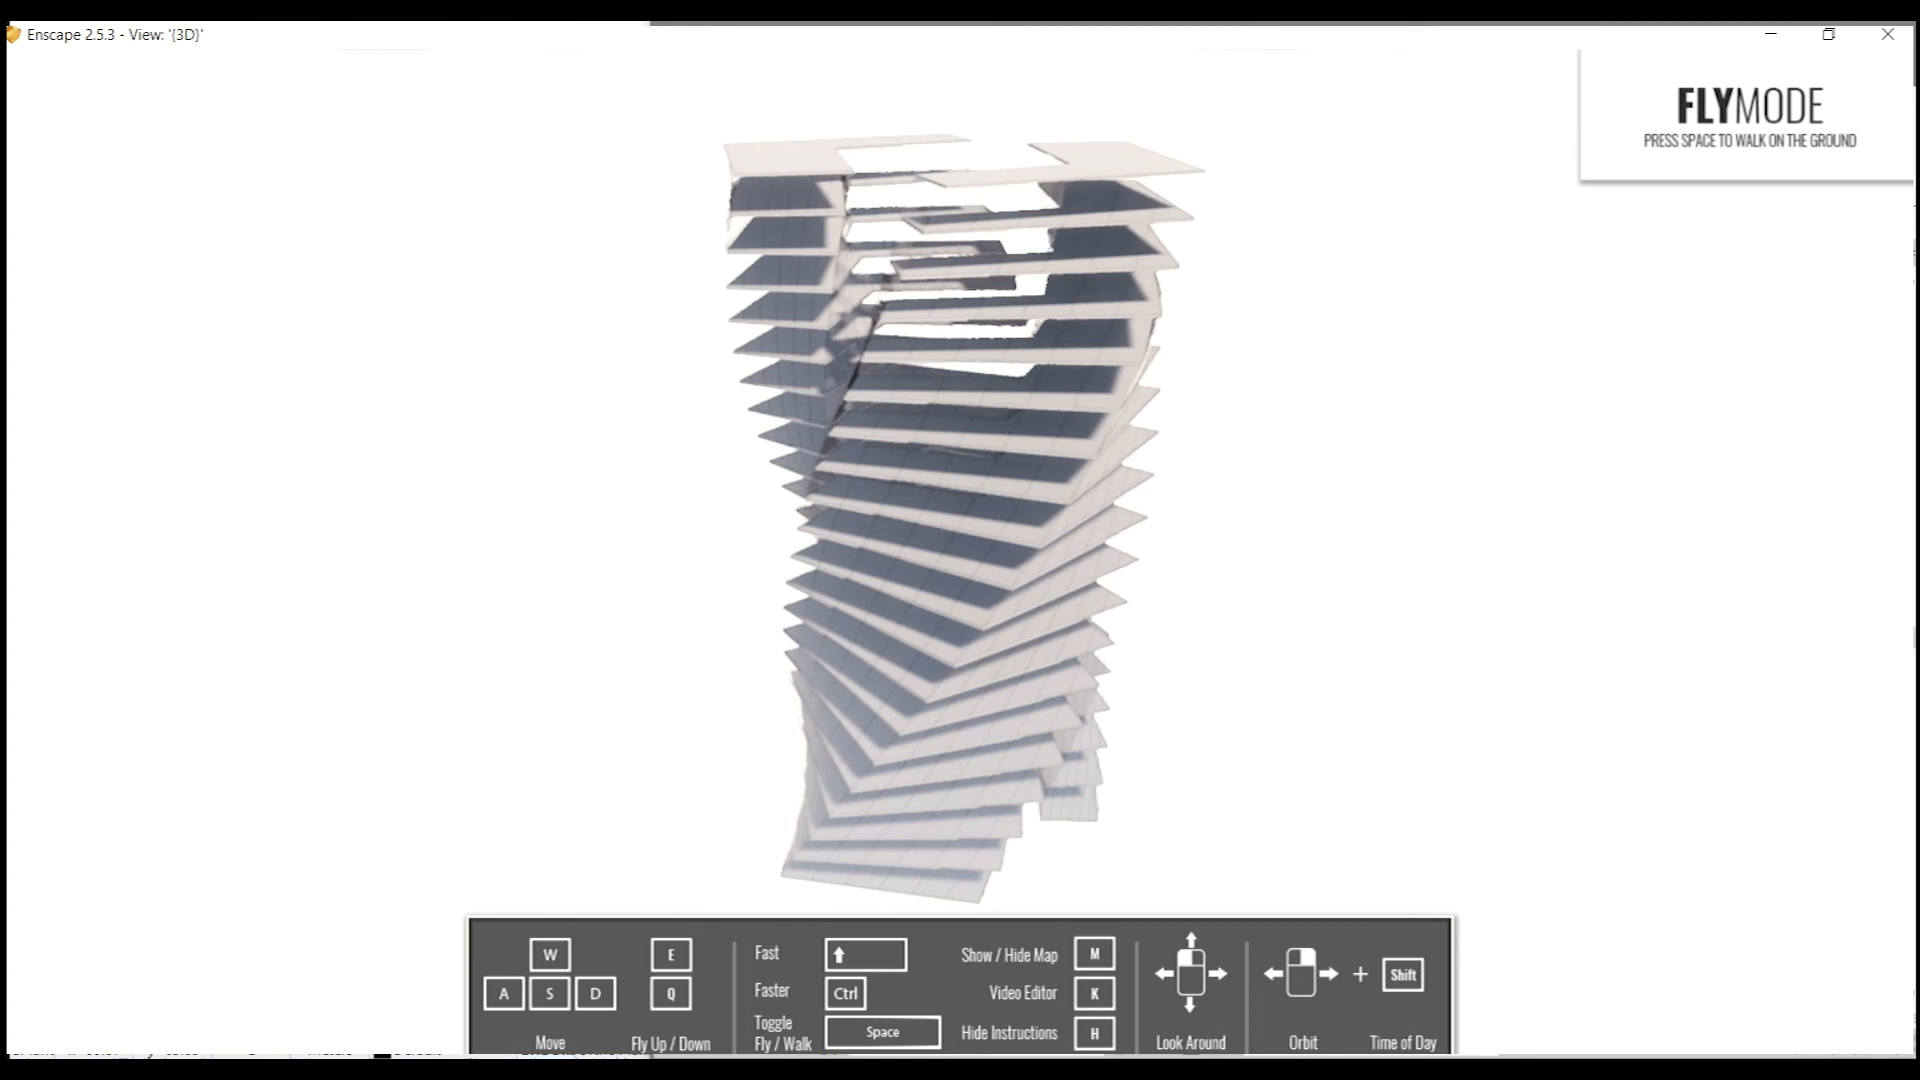 Enscape 2.5.3 - View: '{3D}'
FLYMODE
PRESS SPACE TO WALK ON THE GROUND
W
A S D
Move
E
Q
Fly Up / Down
Fast
Faster Ctrl
Toggle
Fly / Walk Space
Show / Hide Map M
Video Editor K
Hide Instructions H
Look Around
Orbit
+ Shift
Time of Day